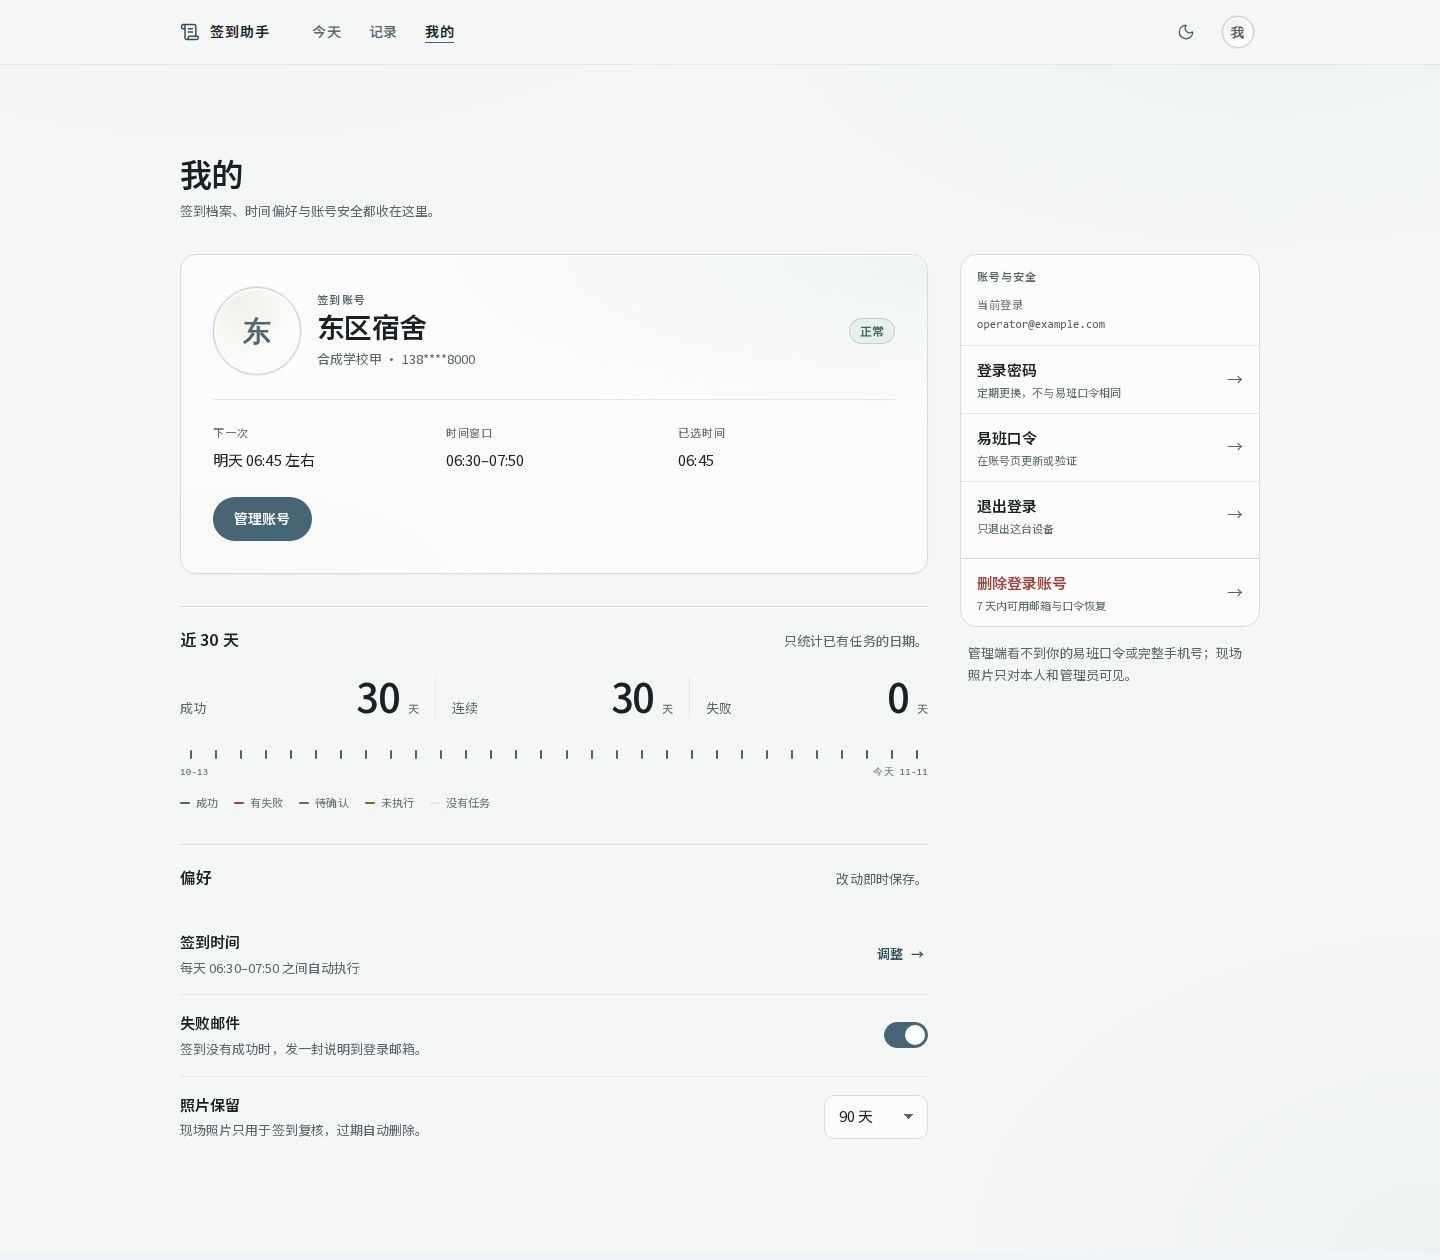 签到助手
今天
记录
我的
我
我的
签到档案、时间偏好与账号安全都收在这里。
东
签到账号
东区宿舍
合成学校甲 · 138****8000
正常
下一次
明天 06:45 左右
时间窗口
06:30–07:50
已选时间
06:45
管理账号
账号与安全
当前登录
operator@example.com
登录密码
定期更换，不与易班口令相同
→
易班口令
在账号页更新或验证
→
退出登录
只退出这台设备
→
删除登录账号
7 天内可用邮箱与口令恢复
→
管理端看不到你的易班口令或完整手机号；现场
照片只对本人和管理员可见。
近 30 天
只统计已有任务的日期。
成功
30 天
连续
30 天
失败
0 天
10-13
今天 11-11
成功
有失败
待确认
未执行
没有任务
偏好
改动即时保存。
签到时间
每天 06:30–07:50 之间自动执行
调整 →
失败邮件
签到没有成功时，发一封说明到登录邮箱。
照片保留
现场照片只用于签到复核，过期自动删除。
90 天